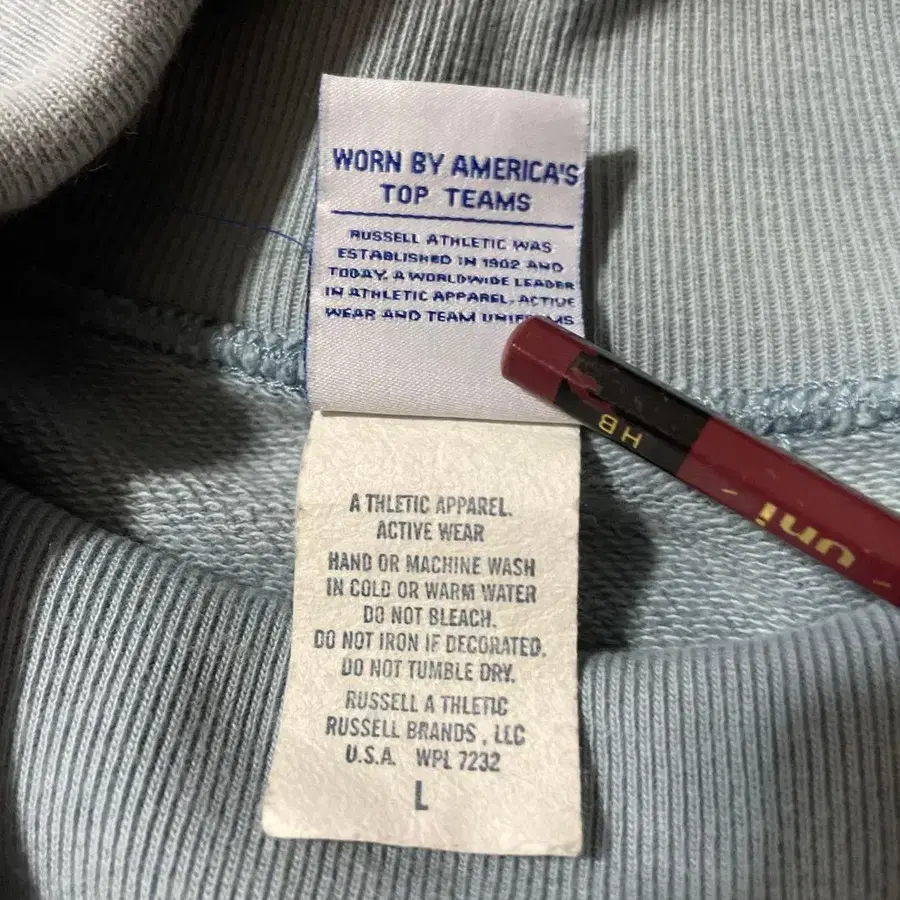 WORN BY AMERICA'S
TOP TEAMS
RUSSELL ATHLETIC WAS
ESTABLISHED IN 1902 AND
TODAY, A WORLDWIDE LEADER
IN ATHLETIC APPAREL, ACTIVE
WEAR AND TEAM
HB
uni
A THLETIC APPAREL.
ACTIVE WEAR
HAND OR MACHINE WASH
IN COLD OR WARM WATER
DO NOT BLEACH.
DO NOT IRON IF DECORATED.
DO NOT TUMBLE DRY.
RUSSELL A THLETIC
RUSSELL BRANDS , LLC
U.S.A. WPL 7232
L